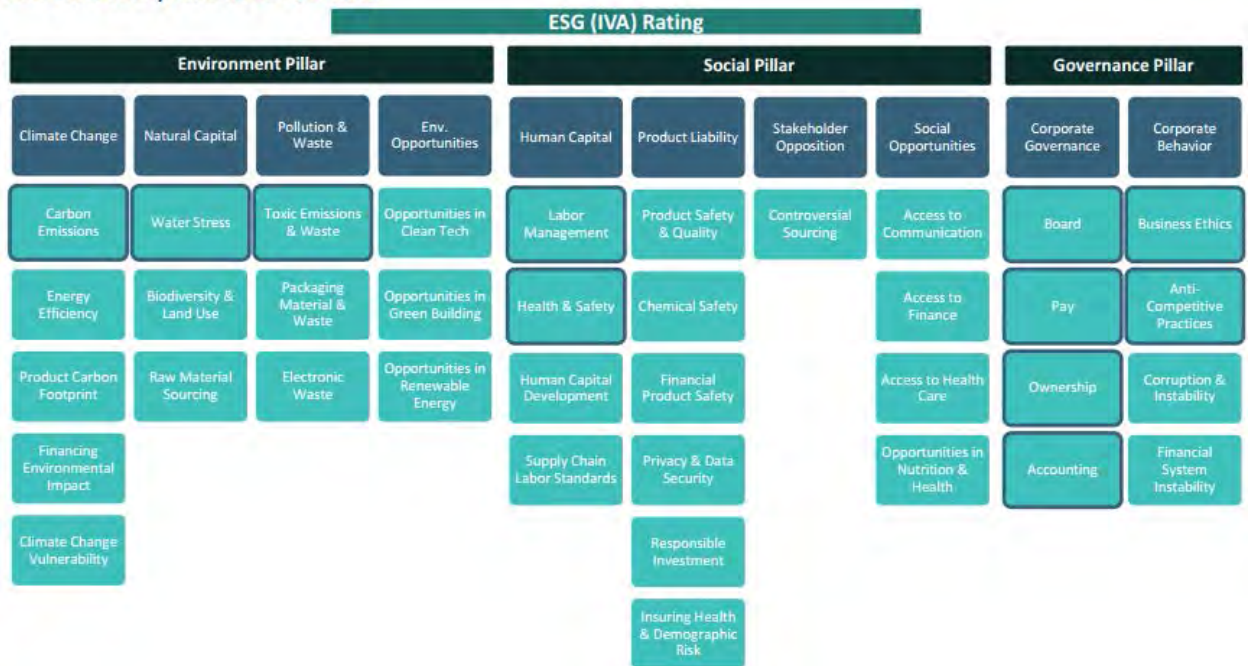 ESG (IVA) Rating
Environment Pillar
Social Pillar
Governance Pillar
Climate Change
Natural Capital
Pollution &
Waste
Env.
Opportunities
Human Capital
Product Liability
Stakeholder
Opposition
Social
Opportunities
Corporate
Governance
Corporate
Behavior
Carbon
Emissions
Water Stress
Toxic Emissions
& Waste
Opportunities in
Clean Tech
Labor
Management
Product Safety
& Quality
Controversial
Sourcing
Access to
Communication
Board
Business Ethics
Energy
Efficiency
Biodiversity &
Land Use
Packaging
Material &
Waste
Opportunities in
Green Building
Health & Safety
Chemical Safety
Access to
Finance
Pay
Anti-
Competitive
Practices
Product Carbon
Footprint
Raw Material
Sourcing
Electronic
Waste
Opportunities in
Renewable
Energy
Human Capital
Development
Financial
Product Safety
Access to Health
Care
Ownership
Corruption &
Instability
Financing
Environmental
Impact
Supply Chain
Labor Standards
Privacy & Data
Security
Opportunities in
Nutrition &
Health
Accounting
Financial
System
Instability
Climate Change
Vulnerability
Responsible
Investment
Insuring Health
& Demographic
Risk